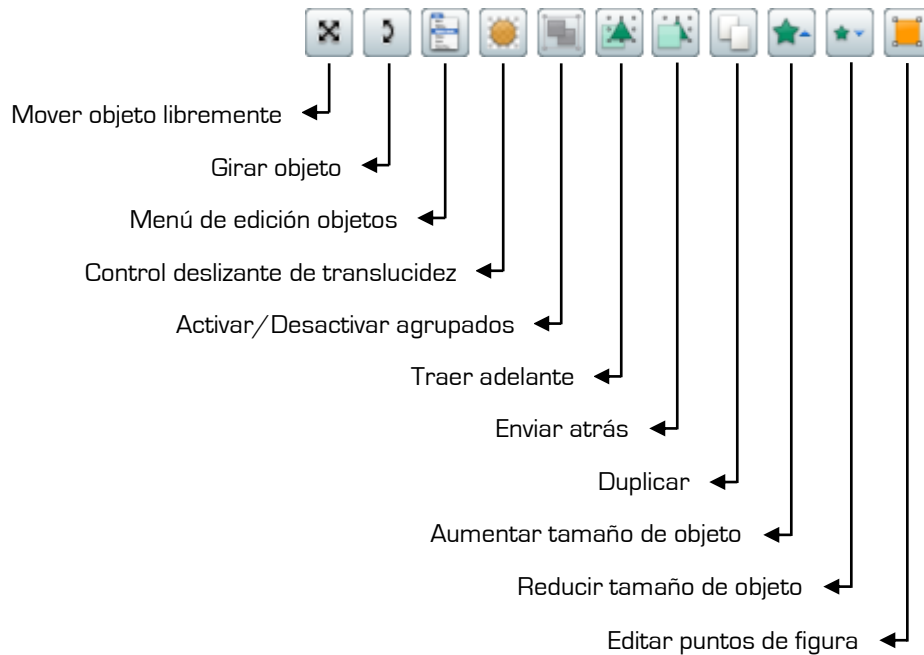 Mover objeto libremente
Girar objeto
Menú de edición objetos
Control deslizante de translucidez
Activar/Desactivar agrupados
Traer adelante
Enviar atrás
Duplicar
Aumentar tamaño de objeto
Reducir tamaño de objeto
Editar puntos de figura